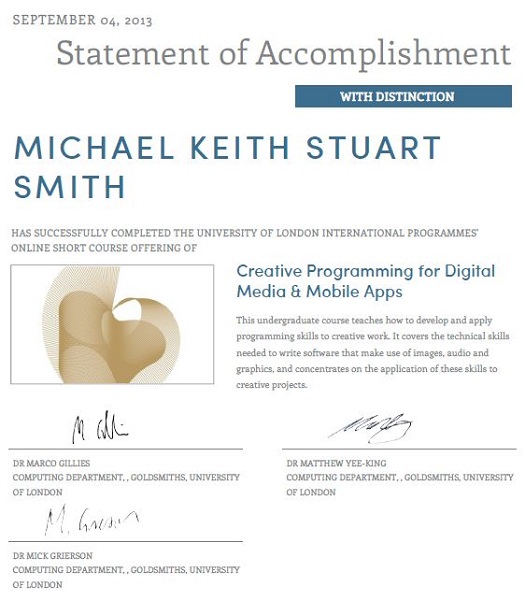 SEPTEMBER 04, 2013
Statement of Accomplishment
WITH DISTINCTION
MICHAEL KEITH STUART
SMITH
HAS SUCCESSFULLY COMPLETED THE UNIVERSITY OF LONDON INTERNATIONAL PROGRAMMES'
ONLINE SHORT COURSE OFFERING OF
Creative Programming for Digital
Media & Mobile Apps
This undergraduate course teaches how to develop and apply
programming skills to creative work. It covers the technical skills
needed to write software that make use of images, audio and
graphics, and concentrates on the application of these skills to
creative projects.
DR MARCO GILLIES
COMPUTING DEPARTMENT, , GOLDSMITHS, UNIVERSITY
OF LONDON
DR MATTHEW YEE-KING
COMPUTING DEPARTMENT, , GOLDSMITHS, UNIVERSITY
OF LONDON
M. Grierson
DR MICK GRIERSON
COMPUTING DEPARTMENT, , GOLDSMITHS, UNIVERSITY
OF LONDON